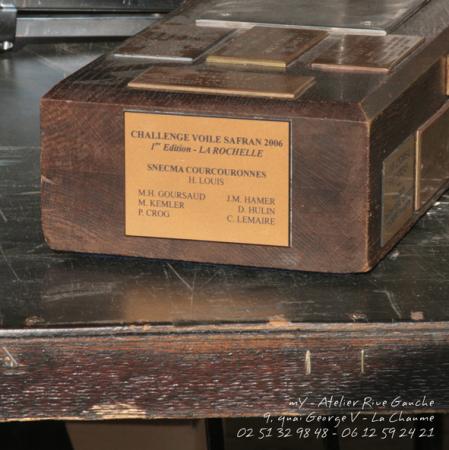 CHALLENGE VOILE SAFRAN 2006
1ère Edition - LA ROCHELLE
SNECMA COURCOURONNES
H. LOUIS
M.H. GOURSAUD J.M. HAMER
M. KEMLER D. HULIN
P. CROG C. LEMAIRE
mY - Atelier Rive Gauche
9, quai George V - La Chaume
02 51 32 98 48 - 06 12 59 24 21